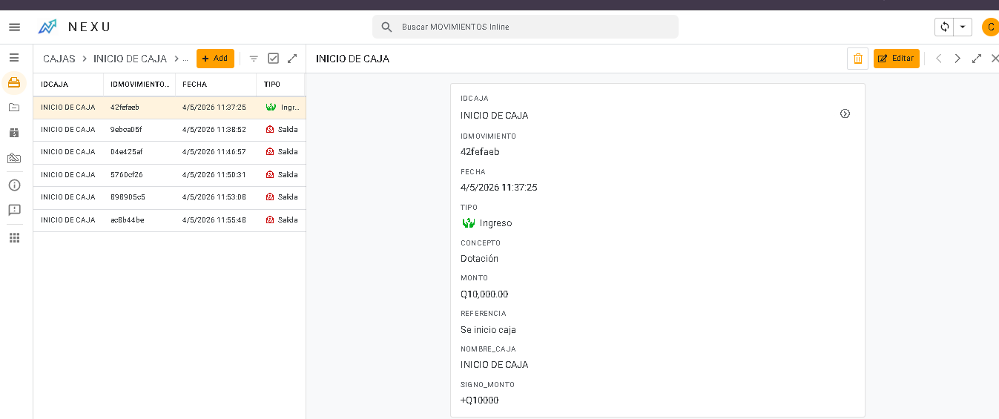 NEXU
Buscar MOVIMIENTOS Inline
C
CAJAS > INICIO DE CAJA > ...
+ Add
INICIO DE CAJA
Editar
IDCAJA IDMOVIMIENTO... FECHA TIPO
INICIO DE CAJA 42fefaeb 4/5/2026 11:37:25 Ingr...
INICIO DE CAJA 9ebca05f 4/5/2026 11:38:52 Salida
INICIO DE CAJA 04e425af 4/5/2026 11:46:57 Salida
INICIO DE CAJA 5760cf26 4/5/2026 11:50:31 Salida
INICIO DE CAJA 898905c5 4/5/2026 11:53:08 Salida
INICIO DE CAJA ac8b44be 4/5/2026 11:55:48 Salida
IDCAJA
INICIO DE CAJA
IDMOVIMIENTO
42fefaeb
FECHA
4/5/2026 11:37:25
TIPO
Ingreso
CONCEPTO
Dotación
MONTO
Q10,000.00
REFERENCIA
Se inicio caja
NOMBRE_CAJA
INICIO DE CAJA
SIGNO_MONTO
+Q10000